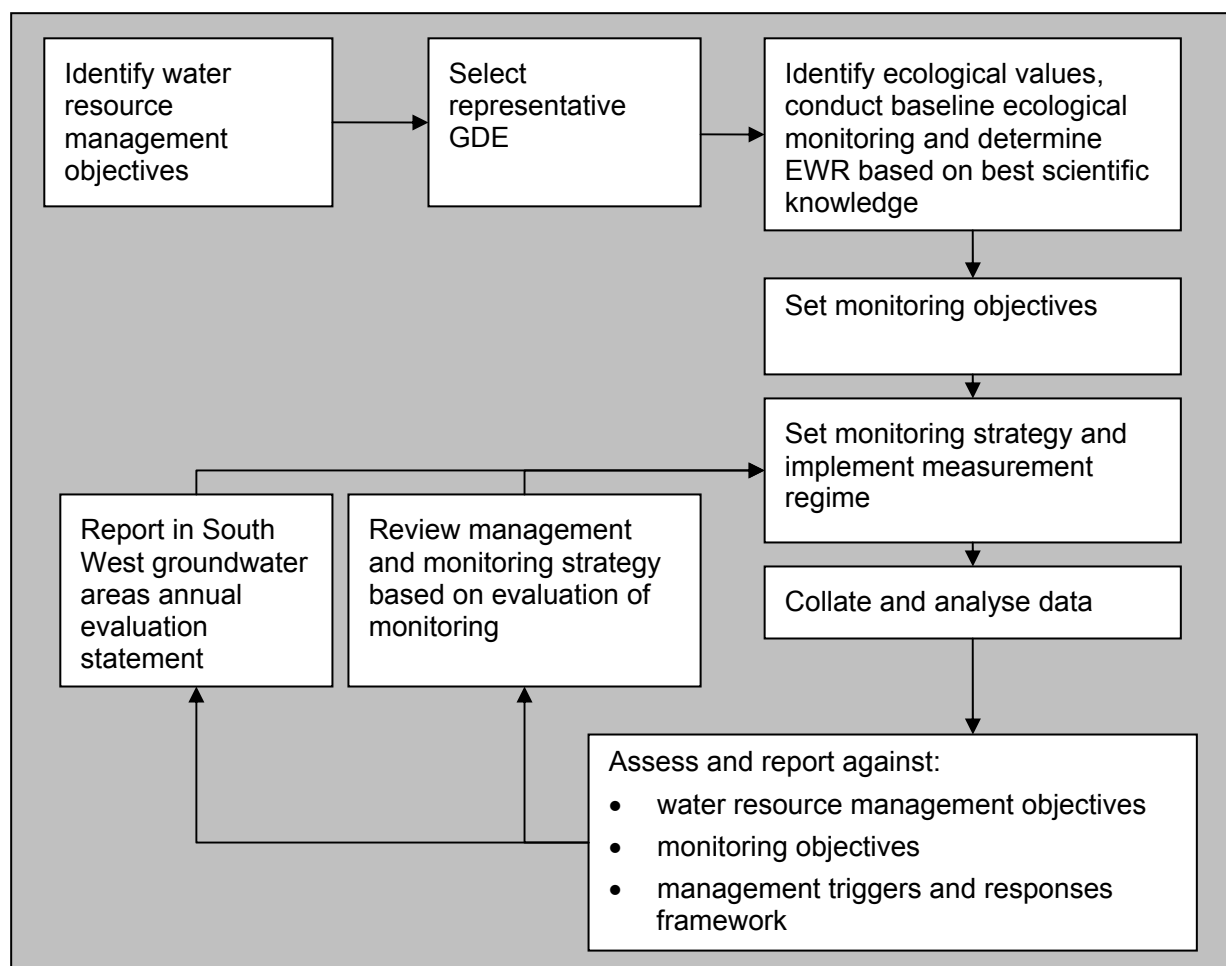 Identify water
resource
management
objectives
Select
representative
GDE
Identify ecological values,
conduct baseline ecological
monitoring and determine
EWR based on best scientific
knowledge
Set monitoring objectives
Set monitoring strategy and
implement measurement
regime
Report in South
West groundwater
areas annual
evaluation
statement
Review management
and monitoring strategy
based on evaluation of
monitoring
Collate and analyse data
Assess and report against:
• water resource management objectives
• monitoring objectives
• management triggers and responses
framework